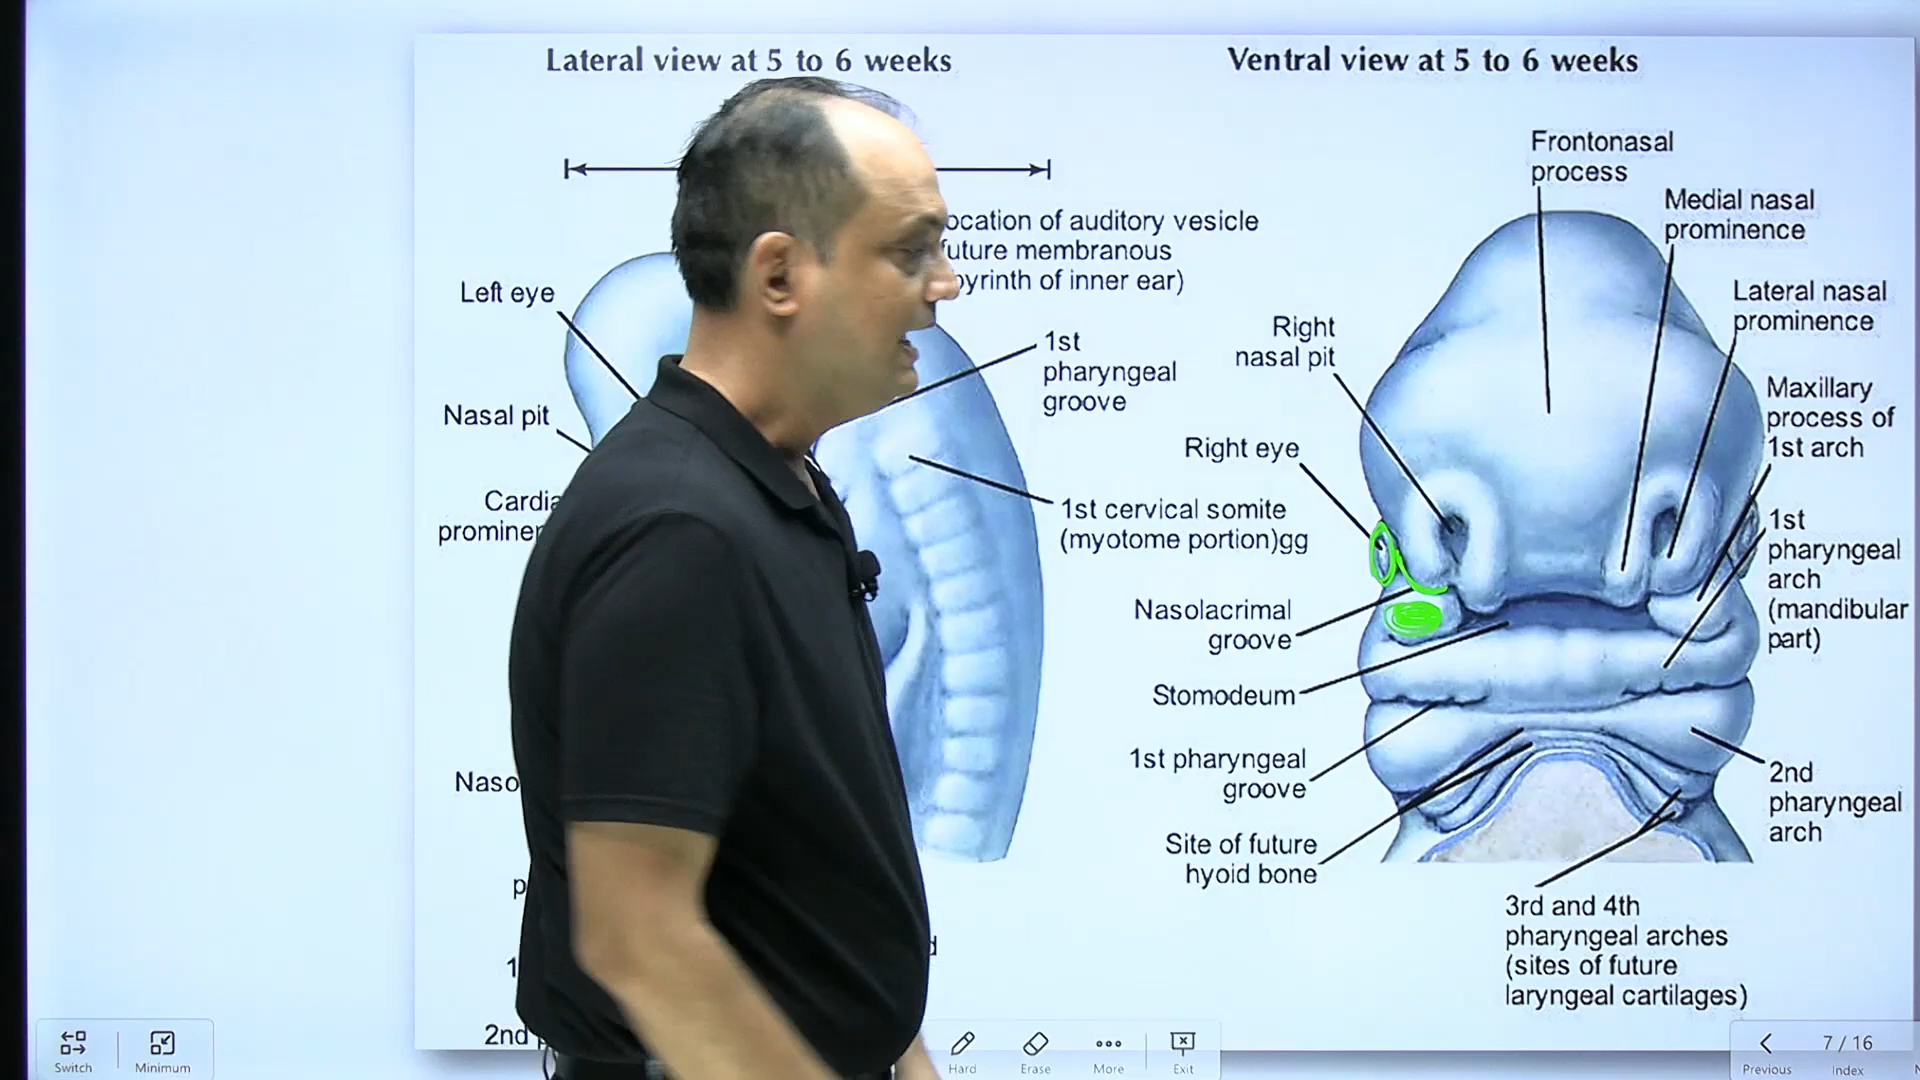 Lateral view at 5 to 6 weeks
Ventral view at 5 to 6 weeks
Left eye
Nasal pit
of auditory vesicle
membranous
of inner ear)
1st
pharyngeal
groove
1st cervical somite
(myotome portion)gg
Frontonasal
process
Medial nasal
prominence
Lateral nasal
prominence
Right
nasal pit
Maxillary
process of
1st arch
Right eye
1st
pharyngeal
arch
(mandibular
part)
Nasolacrimal
groove
Stomodeum
1st pharyngeal
groove
2nd
pharyngeal
arch
Site of future
hyoid bone
3rd and 4th
pharyngeal arches
(sites of future
laryngeal cartilages)
2nd
Switch
Minimum
Hard
Erase
More
Exit
Previous
7 / 16
Index